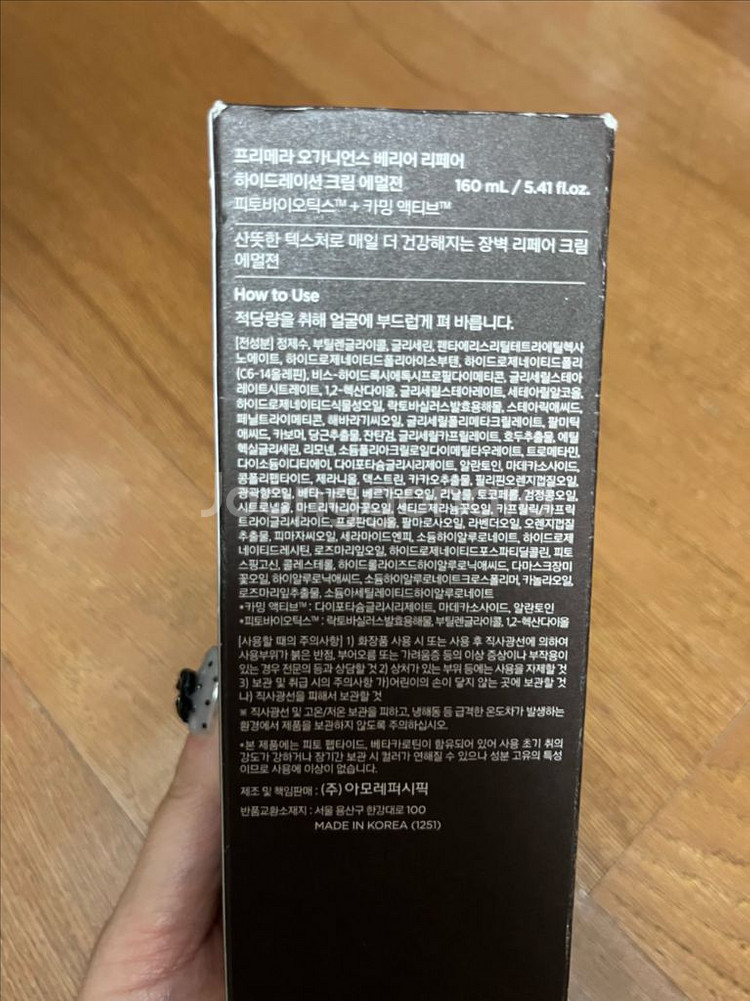 프리메라 오가니언스 베리어 리페어
하이드레이션 크림 에멀젼 160 mL / 5.41 fl.oz.
피토바이오틱스™ + 카밍 액티브™
산뜻한 텍스처로 매일 더 건강해지는 장벽 리페어 크림
에멀젼
How to Use
적당량을 취해 얼굴에 부드럽게 펴 바릅니다.
[전성분] 정제수, 부틸렌글라이콜, 글리세린, 펜타에리스리틸테트라에틸헥사
노에이트, 하이드로제네이티드폴리아이소부텐, 하이드로제네이티드폴리
(C6-14올레핀), 비스-하이드록시에톡시프로필다이메티콘, 글리세릴스테아
레이트시트레이트, 1,2-헥산다이올, 글리세릴스테아레이트, 세테아릴알코올,
하이드로제네이티드식물성오일, 락토바실러스발효용해물, 스테아릭애씨드,
페닐트라이메티콘, 해바라기씨오일, 글리세릴폴리메타크릴레이트, 팔미틱
애씨드, 카보머, 당근추출물, 잔탄검, 글리세릴카프릴레이트, 호두추출물, 에틸
헥실글리세린, 리모넨, 소듐폴리아크릴로일다이메틸타우레이트, 트로메타민,
다이소듐이디티에이, 다이포타슘글리시리제이트, 알란토인, 마데카소사이드,
콩폴리펩타이드, 제라니올, 덱스트린, 카카오추출물, 필리핀오렌지껍질오일,
광곽향오일, 베타-카로틴, 베르가모트오일, 리날룰, 토코페롤, 검정콩오일,
시트로넬올, 마트리카리아꽃오일, 센티드제라늄꽃오일, 카프릴릭/카프릭
트라이글리세라이드, 프로판다이올, 팔마로사오일, 라벤더오일, 오렌지껍질
추출물, 피마자씨오일, 세라마이드엔피, 소듐하이알루로네이트, 하이드로제
네이티드레시틴, 로즈마리잎오일, 하이드로제네이티드포스파티딜콜린, 피토
스핑고신, 콜레스테롤, 하이드롤라이즈드하이알루로닉애씨드, 다마스크장미
꽃오일, 하이알루로닉애씨드, 소듐하이알루로네이트크로스폴리머, 카놀라오일,
로즈마리잎추출물, 소듐아세틸레이티드하이알루로네이트
*카밍 액티브™ : 다이포타슘글리시리제이트, 마데카소사이드, 알란토인
*피토바이오틱스™ : 락토바실러스발효용해물, 부틸렌글라이콜, 1,2-헥산다이올
[사용할 때의 주의사항] 1) 화장품 사용 시 또는 사용 후 직사광선에 의하여
사용부위가 붉은 반점, 부어오름 또는 가려움증 등의 이상 증상이나 부작용이
있는 경우 전문의 등과 상담할 것 2) 상처가 있는 부위 등에는 사용을 자제할 것
3) 보관 및 취급 시의 주의사항 가)어린이의 손이 닿지 않는 곳에 보관할 것
나) 직사광선을 피해서 보관할 것
※ 직사광선 및 고온/저온 보관을 피하고, 냉해동 등 급격한 온도차가 발생하는
환경에서 제품을 보관하지 않도록 주의하십시오.
*본 제품에는 피토 펩타이드, 베타카로틴이 함유되어 있어 사용 초기 취의
강도가 강하거나 장기간 보관 시 컬러가 연해질 수 있으나 성분 고유의 특성
이므로 사용에 이상이 없습니다.
제조 및 책임판매 : (주) 아모레퍼시픽
반품교환소재지 : 서울 용산구 한강대로 100
MADE IN KOREA (1251)